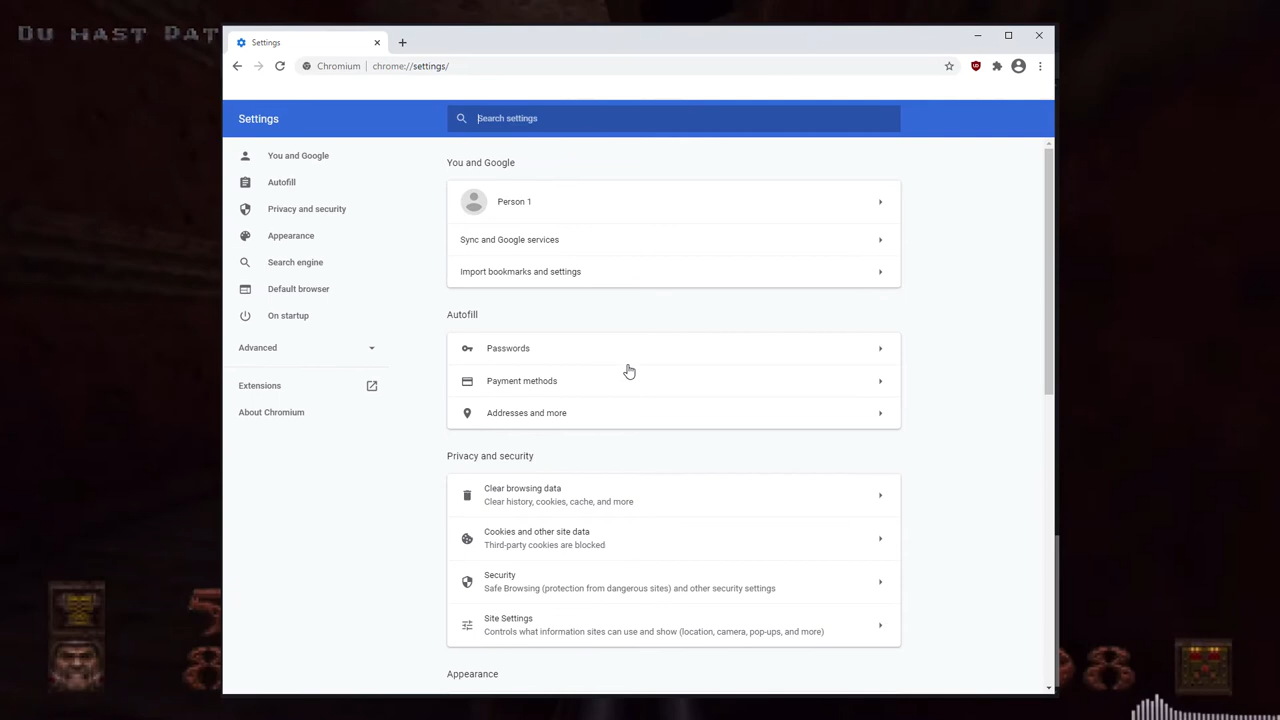 Du hast
Settings
Chromium
chrome://settings/
Settings
Search settings
You and Google
Autofill
Privacy and security
Appearance
Search engine
Default browser
On startup
Advanced
Extensions
About Chromium
You and Google
Person 1
Sync and Google services
Import bookmarks and settings
Autofill
Passwords
Payment methods
Addresses and more
Privacy and security
Clear browsing data
Clear history, cookies, cache, and more
Cookies and other site data
Third-party cookies are blocked
Security
Safe Browsing (protection from dangerous sites) and other security settings
Site Settings
Controls what information sites can use and show (location, camera, pop-ups, and more)
Appearance